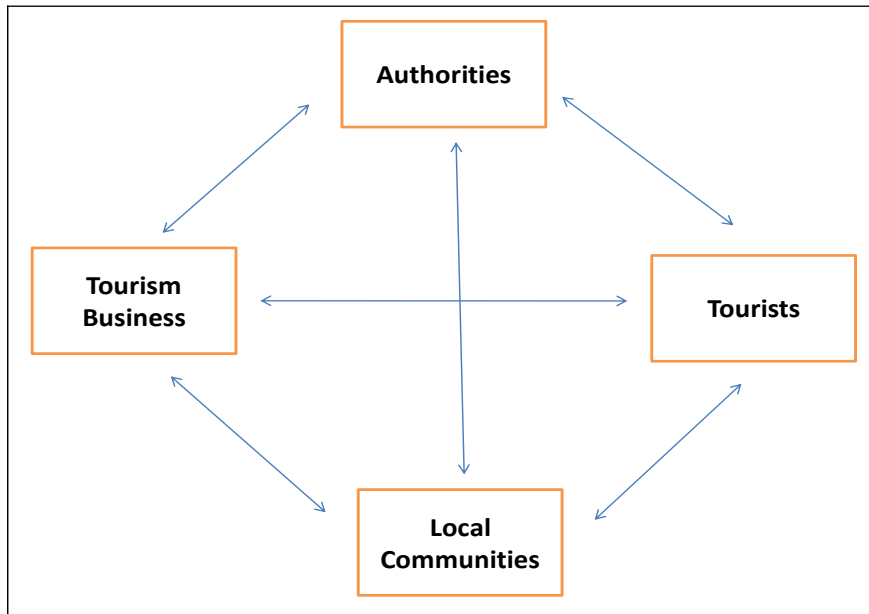 Authorities
Tourism
Business
Tourists
Local
Communities